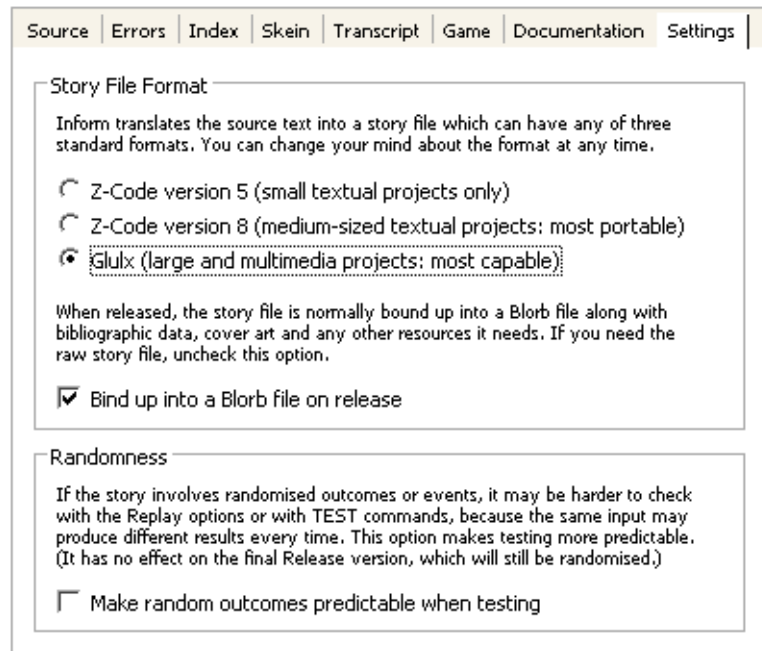 Source Errors Index Skein Transcript Game Documentation Settings
Story File Format
Inform translates the source text into a story file which can have any of three
standard formats. You can change your mind about the format at any time.
Z-Code version 5 (small textual projects only)
Z-Code version 8 (medium-sized textual projects: most portable)
Glulx (large and multimedia projects: most capable)
When released, the story file is normally bound up into a Blorb file along with
bibliographic data, cover art and any other resources it needs. If you need the
raw story file, uncheck this option.
Bind up into a Blorb file on release
Randomness
If the story involves randomised outcomes or events, it may be harder to check
with the Replay options or with TEST commands, because the same input may
produce different results every time. This option makes testing more predictable.
(It has no effect on the final Release version, which will still be randomised.)
Make random outcomes predictable when testing